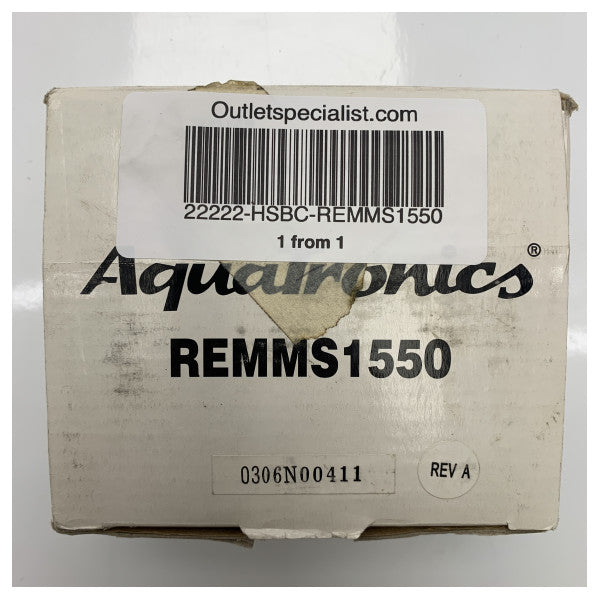 Outletspecialist.com
22222-HSBC-REMMS1550
1 from 1
Aquatronics®
REMMS1550
0306N00411
REV A